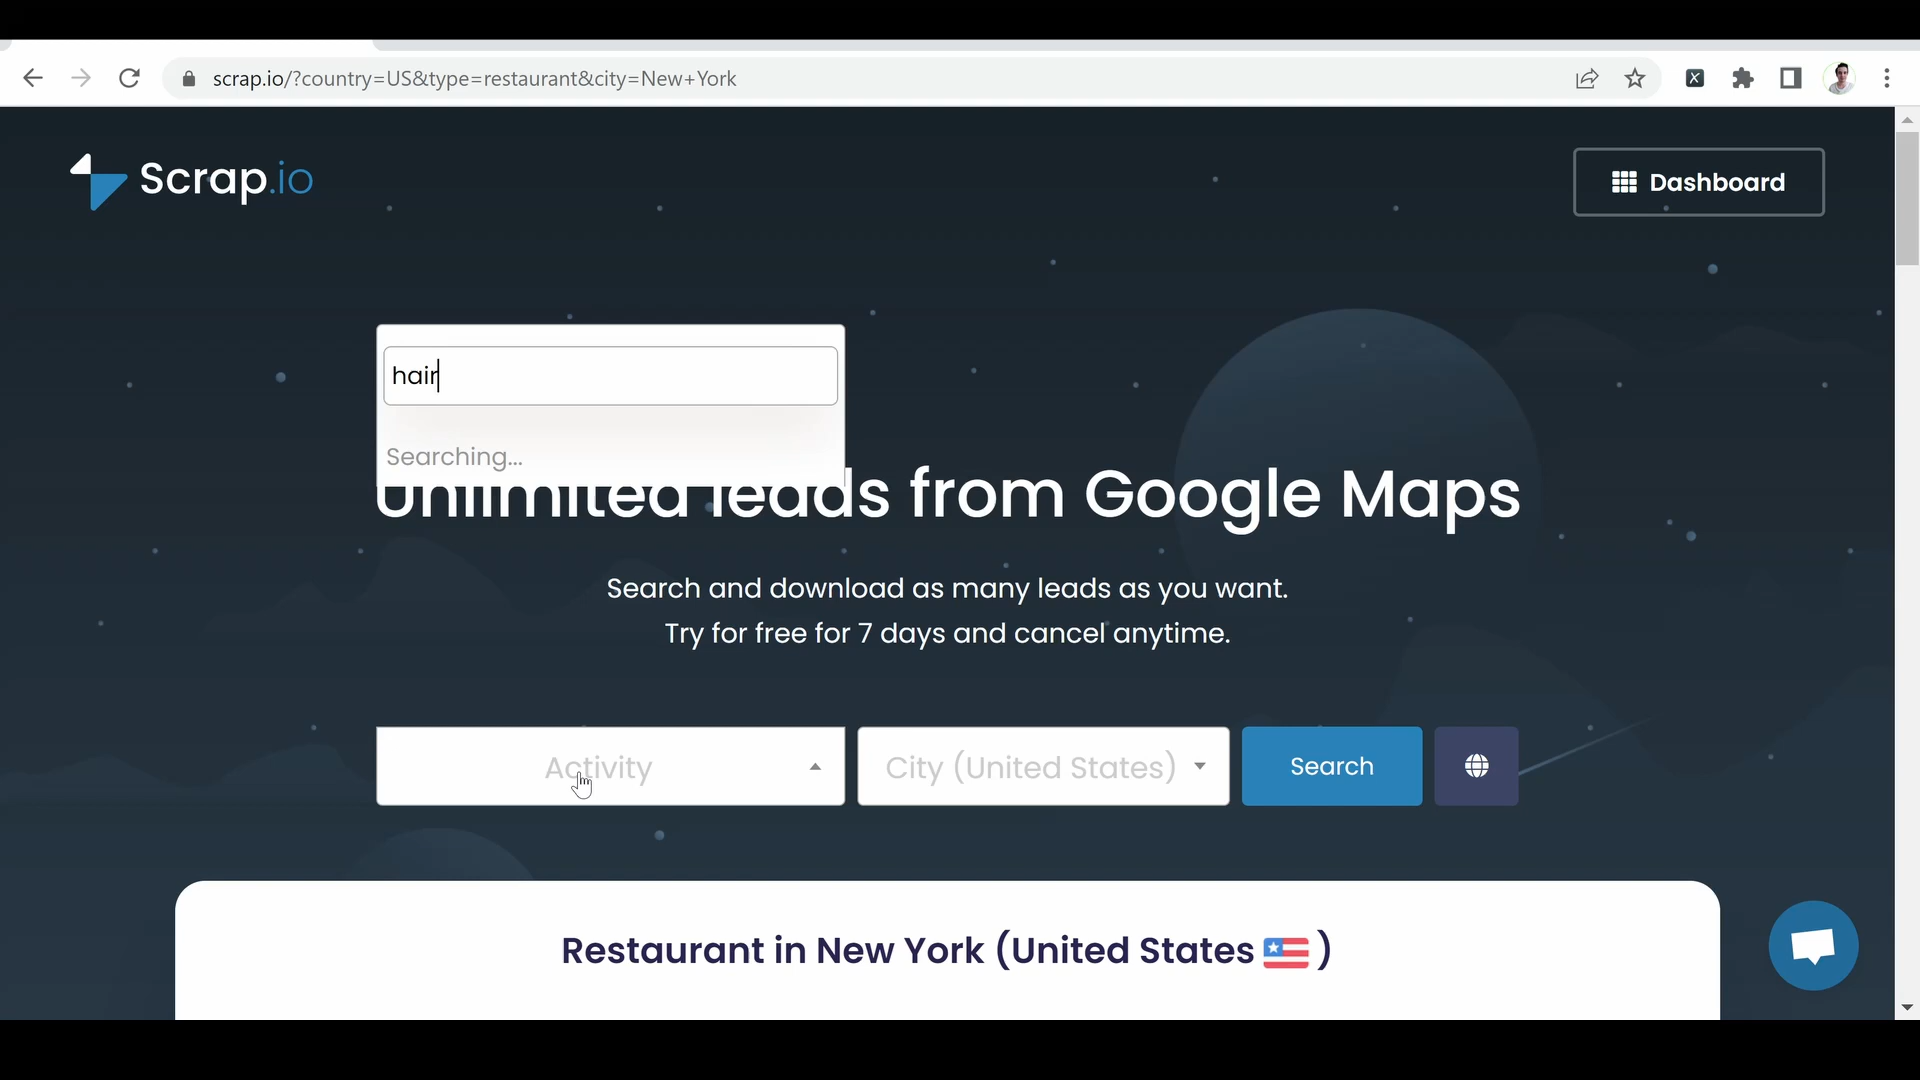 scrap.io/?country=US&type=restaurant&city=New+York
Scrap.io
Dashboard
hair
Searching...
Unlimited leads from Google Maps
Search and download as many leads as you want.
Try for free for 7 days and cancel anytime.
Activity
City (United States)
Search
Restaurant in New York (United States )